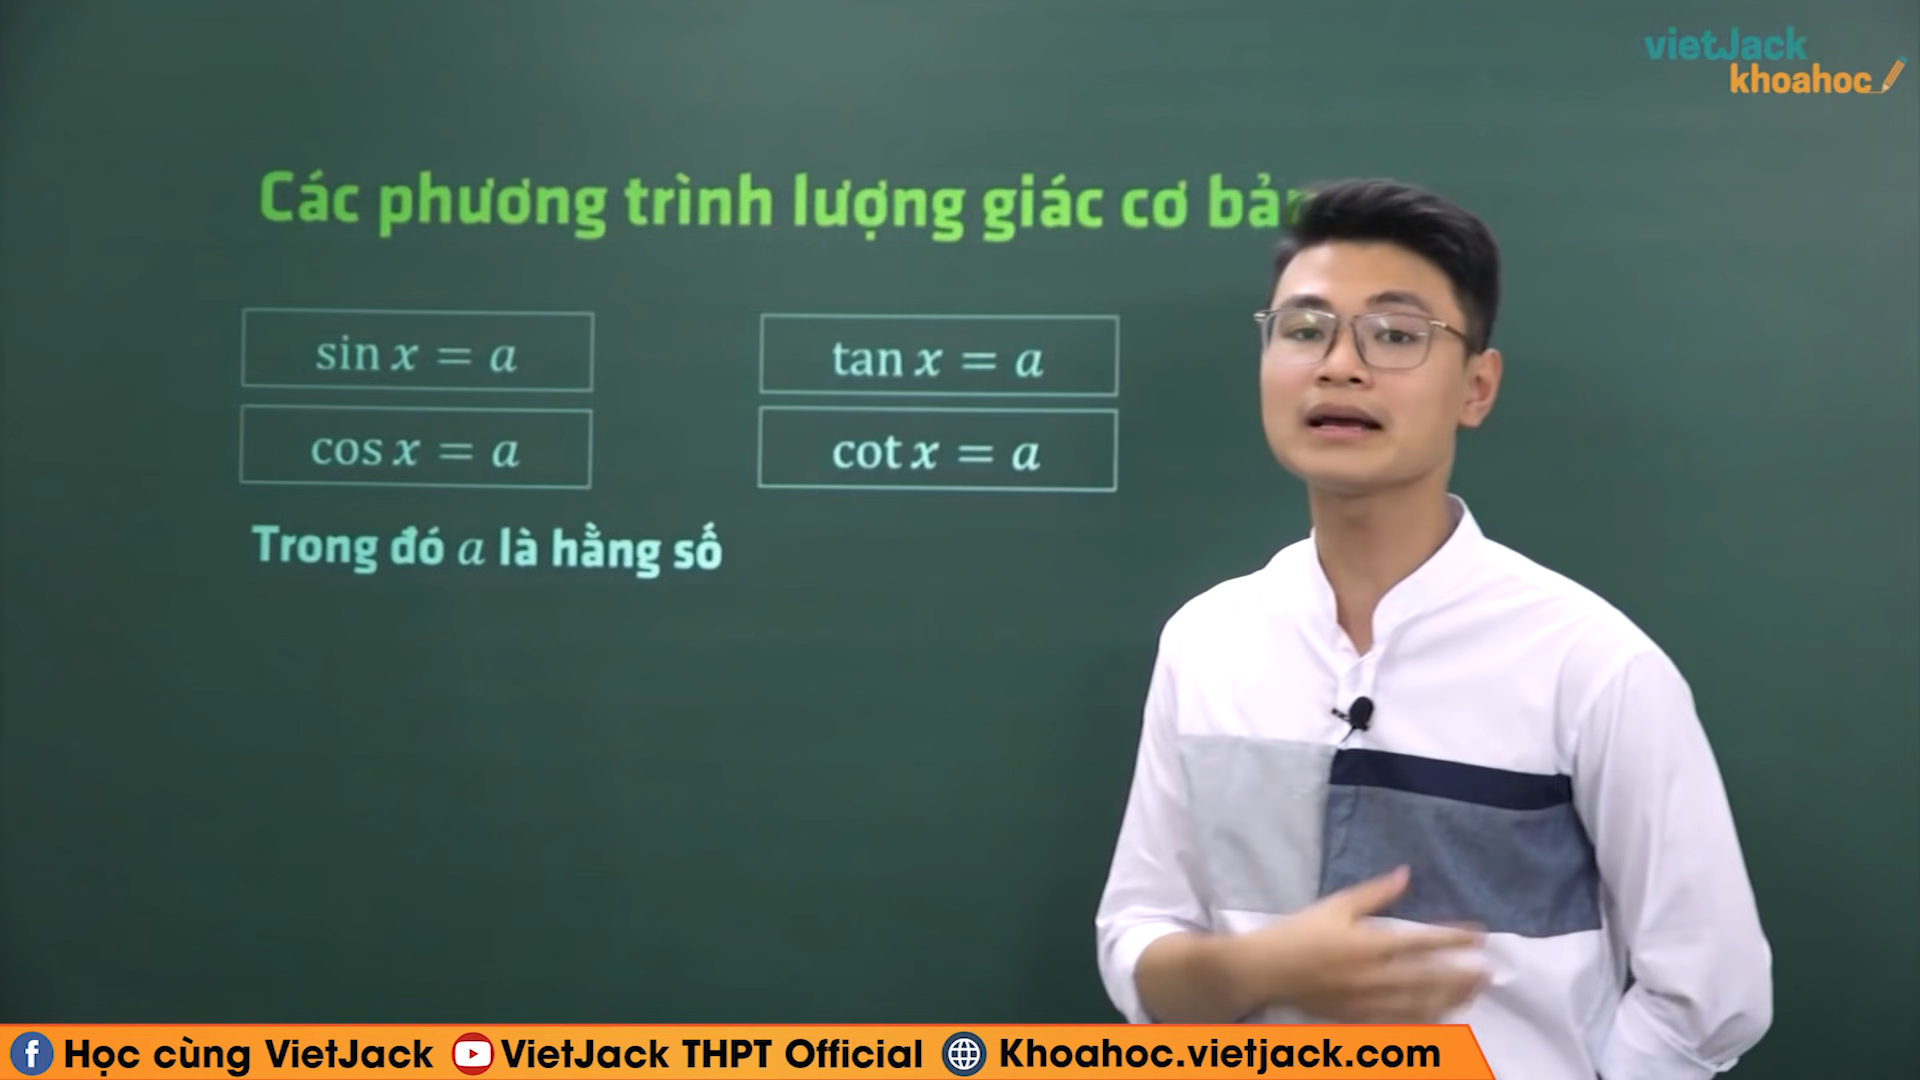 vietJack
khoahoc
Các phương trình lượng giác cơ
sin x = a
tan x = a
cos x = a
cot x = a
Trong đó a là hằng số
Học cùng VietJack VietJack THPT Official Khoahoc.vietjack.com